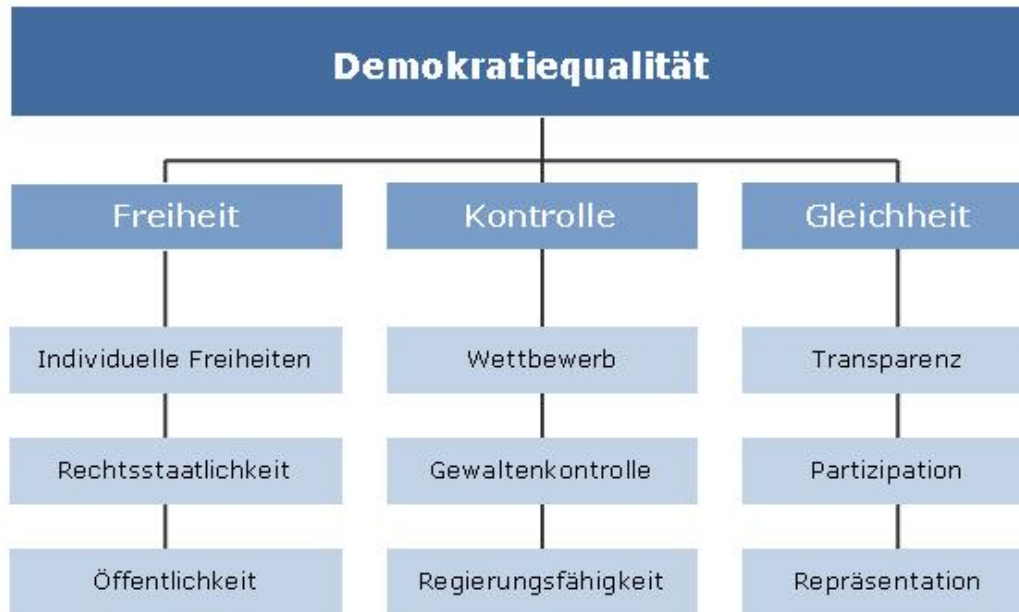 Demokratiequalität
Freiheit
Kontrolle
Gleichheit
Individuelle Freiheiten
Wettbewerb
Transparenz
Rechtsstaatlichkeit
Gewaltenkontrolle
Partizipation
Öffentlichkeit
Regierungsfähigkeit
Repräsentation